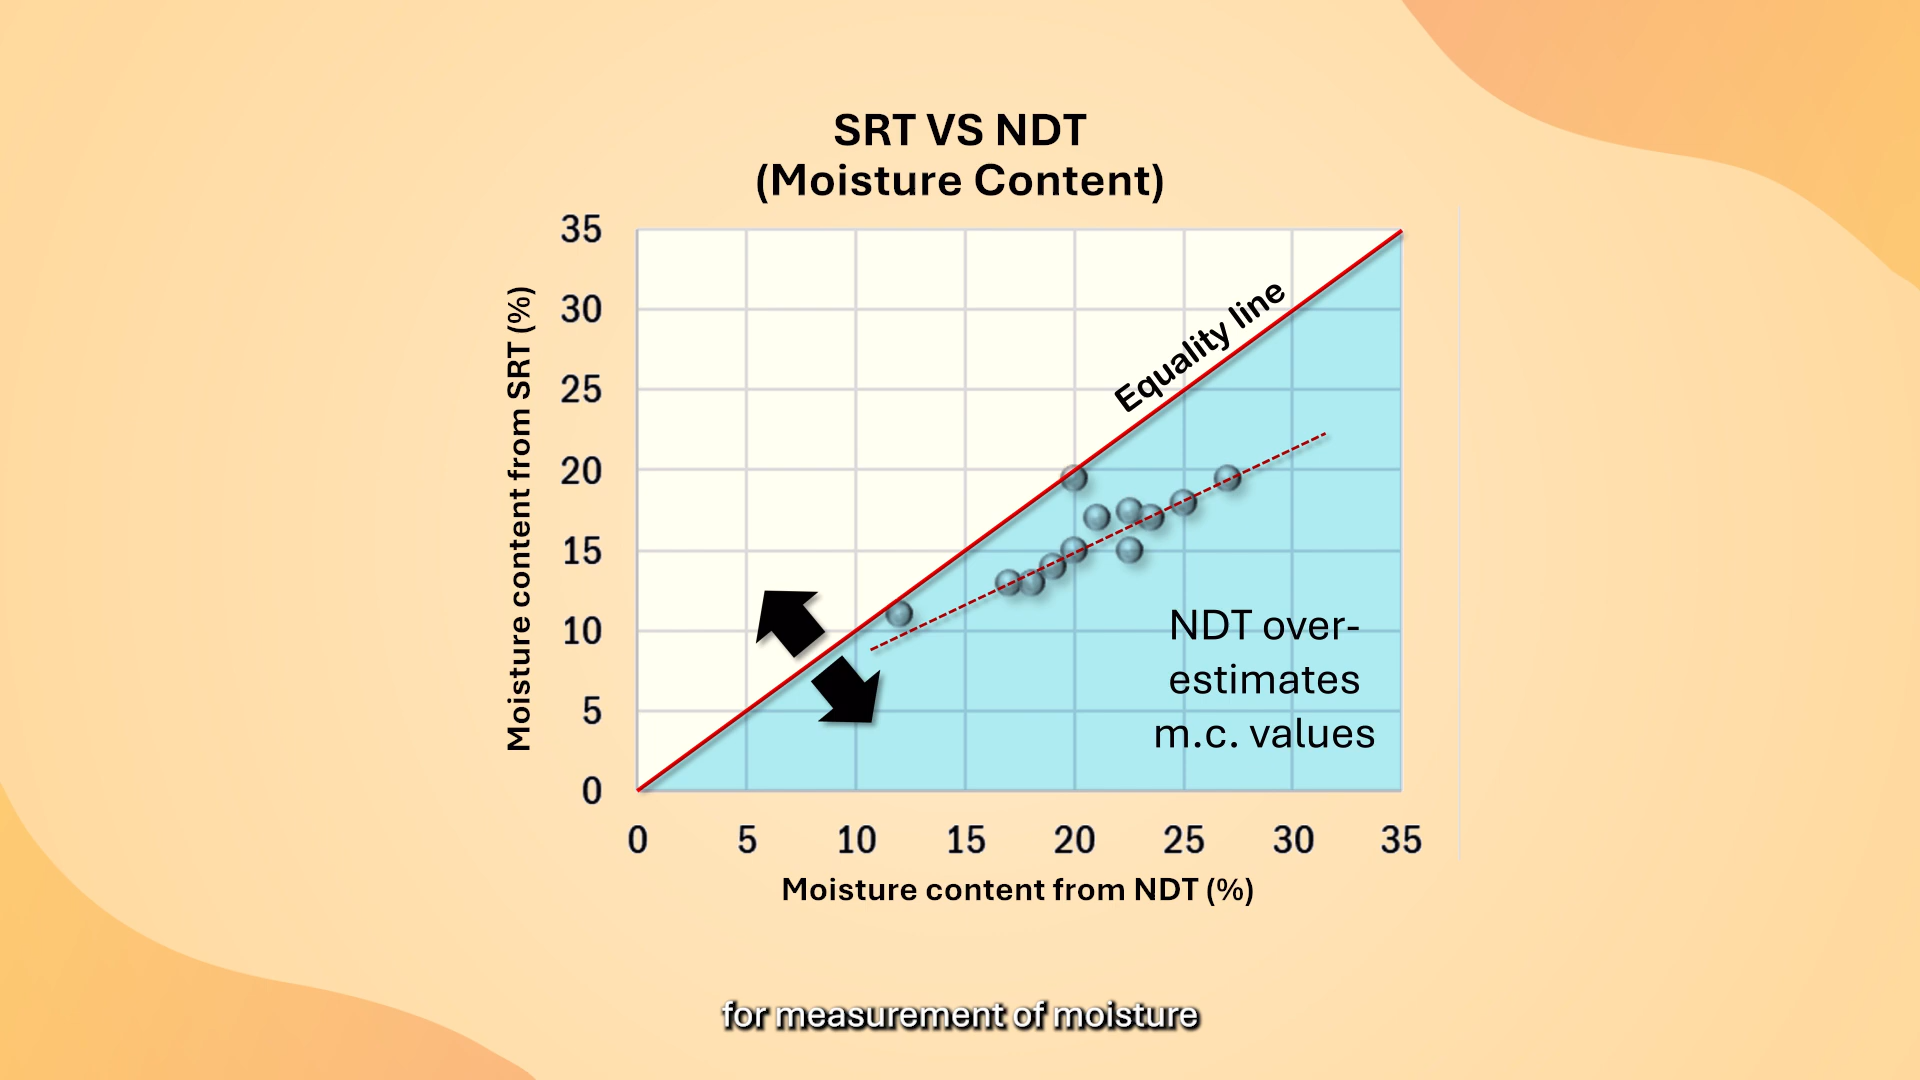 SRT VS NDT
(Moisture Content)
35
30
25
20
15
10
5
0
Moisture content from SRT (%)
Equality line
NDT over-
estimates
m.c. values
0 5 10 15 20 25 30 35
Moisture content from NDT (%)
for measurement of moisture